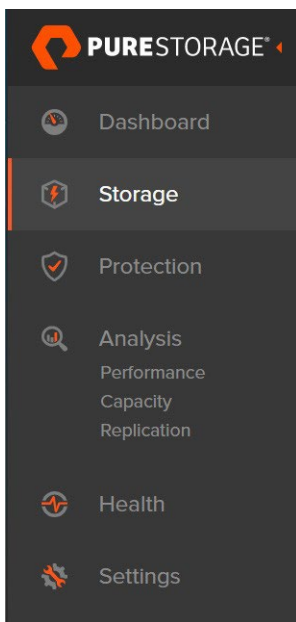 PURESTORAGE®
Dashboard
Storage
Protection
Analysis
Performance
Capacity
Replication
Health
Settings